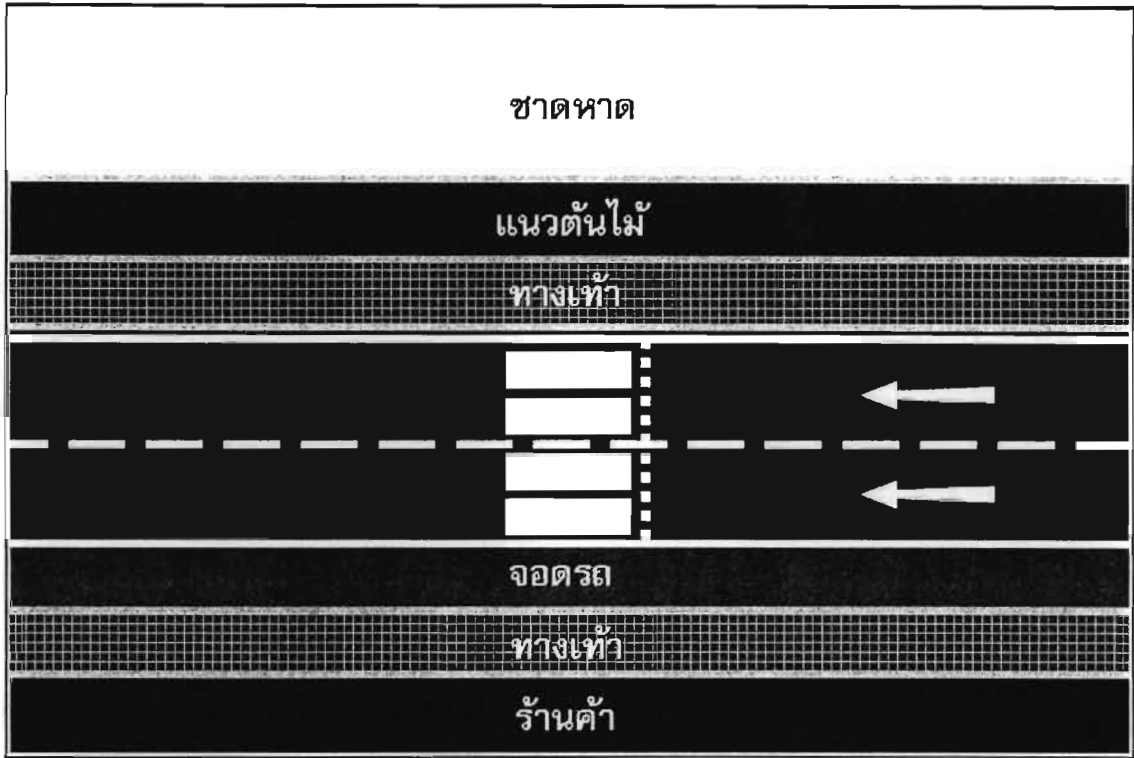 ชาดหาด
แนวต้นไม้
ทางเท้า
จอดรถ
ทางเท้า
ร้านค้า